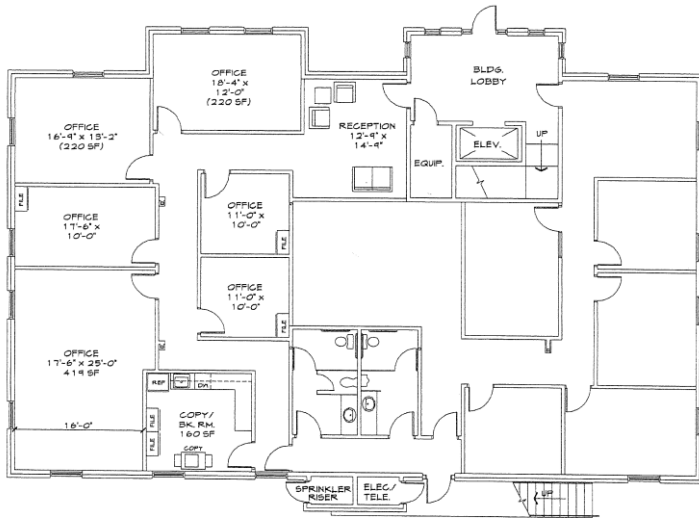 OFFICE
18'-4" x
12'-0"
(220 SF)
BLDG.
LOBBY
OFFICE
16'-9" x 13'-2"
(220 SF)
RECEPTION
12'-9" x
14'-9"
EQUIP.
ELEV.
UP
FILE
OFFICE
17'-6" x
10'-0"
OFFICE
11'-0" x
10'-0"
FILE
OFFICE
11'-0" x
10'-0"
FILE
OFFICE
17'-6" x 25'-0"
419 SF
REF
DW
FILE
FILE
COPY/
BK. RM.
160 SF
COPY
16'-0"
SPRINKLER
RISER
ELEC/
TELE.
UP